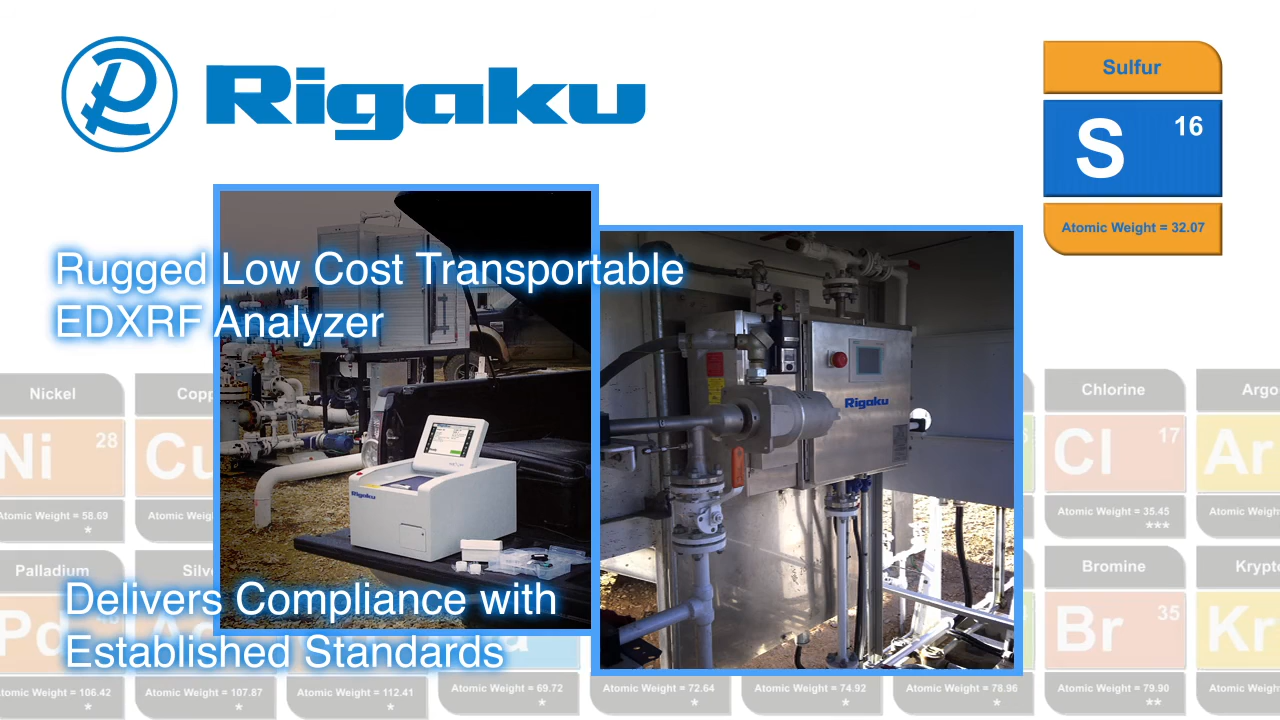 Rigaku
Sulfur
S 16
Atomic Weight = 32.07
Rugged Low Cost Transportable
EDXRF Analyzer
Rigaku
Rigaku
Nickel
Ni 28
Atomic Weight = 58.69
*
Chlorine
Cl 17
Atomic Weight = 35.45
***
Ar
Palladium
Pd
Atomic Weight = 106.42
*
Atomic Weight = 107.87
*
Atomic Weight = 112.41
*
Atomic Weight = 69.72
*
Atomic Weight = 72.64
*
Atomic Weight = 74.92
*
Atomic Weight = 78.96
*
Bromine
Br 35
Atomic Weight = 79.90
**
Kr
Delivers Compliance with
Established Standards